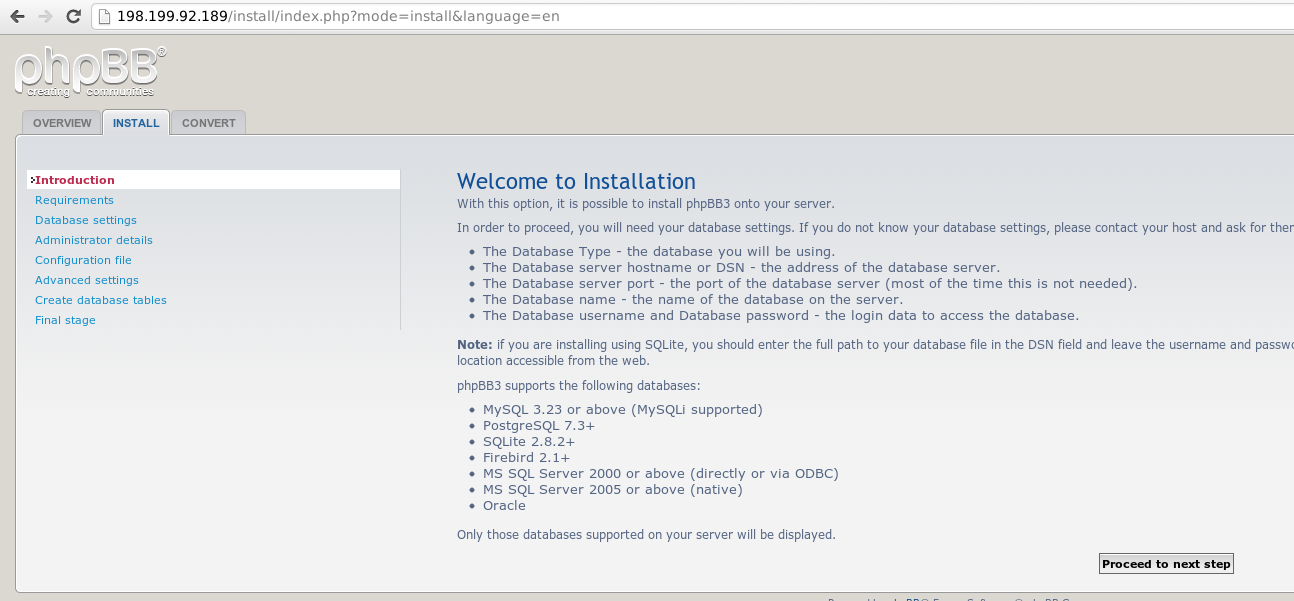 198.199.92.189/install/index.php?mode=install&language=en
phpBB®
creating communities
OVERVIEW INSTALL CONVERT
Introduction
Requirements
Database settings
Administrator details
Configuration file
Advanced settings
Create database tables
Final stage
Welcome to Installation
With this option, it is possible to install phpBB3 onto your server.
In order to proceed, you will need your database settings. If you do not know your database settings, please contact your host and ask for
• The Database Type - the database you will be using.
• The Database server hostname or DSN - the address of the database server.
• The Database server port - the port of the database server (most of the time this is not needed).
• The Database name - the name of the database on the server.
• The Database username and Database password - the login data to access the database.
Note: if you are installing using SQLite, you should enter the full path to your database file in the DSN field and leave the username and
location accessible from the web.
phpBB3 supports the following databases:
• MySQL 3.23 or above (MySQLi supported)
• PostgreSQL 7.3+
• SQLite 2.8.2+
• Firebird 2.1+
• MS SQL Server 2000 or above (directly or via ODBC)
• MS SQL Server 2005 or above (native)
• Oracle
Only those databases supported on your server will be displayed.
Proceed to next step